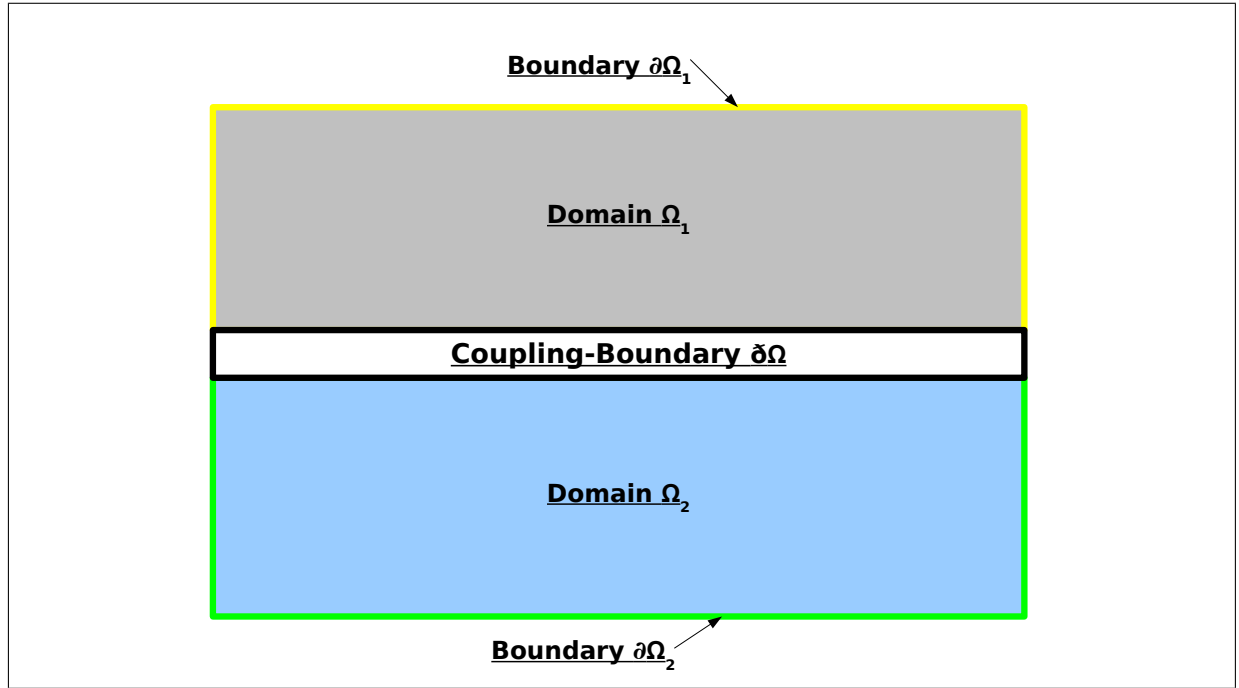 Boundary ∂Ω₁
Domain Ω₁
Coupling-Boundary ðΩ
Domain Ω₂
Boundary ∂Ω₂